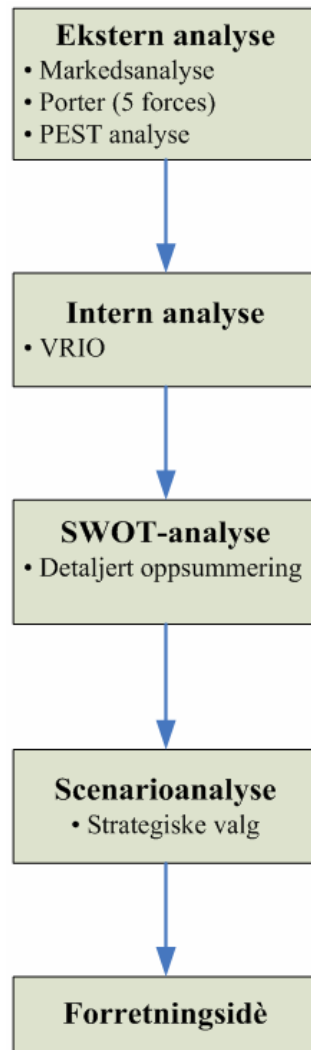 Ekstern analyse
• Markedsanalyse
• Porter (5 forces)
• PEST analyse
Intern analyse
• VRIO
SWOT-analyse
• Detaljert oppsummering
Scenarioanalyse
• Strategiske valg
Forretningsidè